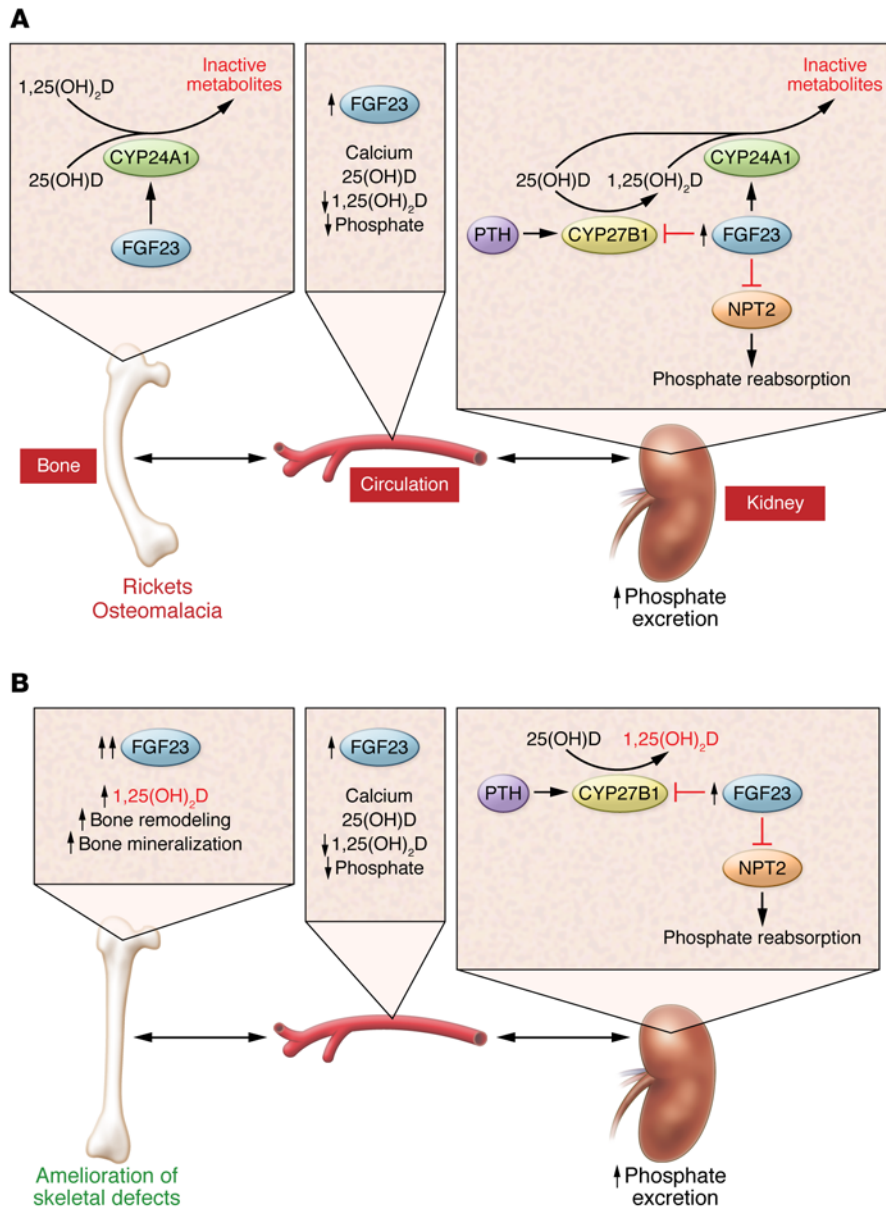 A
1,25(OH)₂D
25(OH)D
CYP24A1
FGF23
Inactive
metabolites
↑ FGF23
Calcium
25(OH)D
↓ 1,25(OH)₂D
↓ Phosphate
Inactive
metabolites
CYP24A1
25(OH)D
1,25(OH)₂D
PTH
CYP27B1
↑ FGF23
NPT2
Phosphate reabsorption
Bone
Circulation
Kidney
Rickets
Osteomalacia
↑ Phosphate
excretion
B
↑↑ FGF23
↑ 1,25(OH)₂D
↑ Bone remodeling
↑ Bone mineralization
↑ FGF23
Calcium
25(OH)D
↓ 1,25(OH)₂D
↓ Phosphate
25(OH)D
1,25(OH)₂D
PTH
CYP27B1
↑ FGF23
NPT2
Phosphate reabsorption
Amelioration of
skeletal defects
↑ Phosphate
excretion